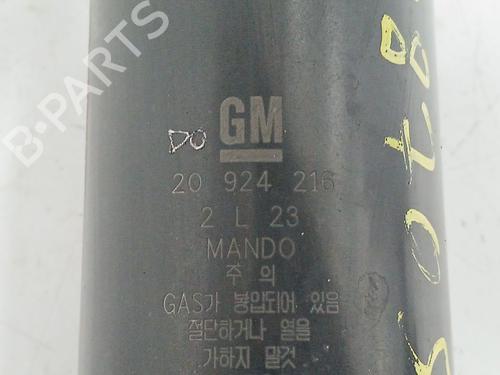 GM
DO
20 924 216
2 L 23
MANDO
주 의
GAS가 봉입되어 있음
절단하거나 열을
가하지 말것
B-PARTS